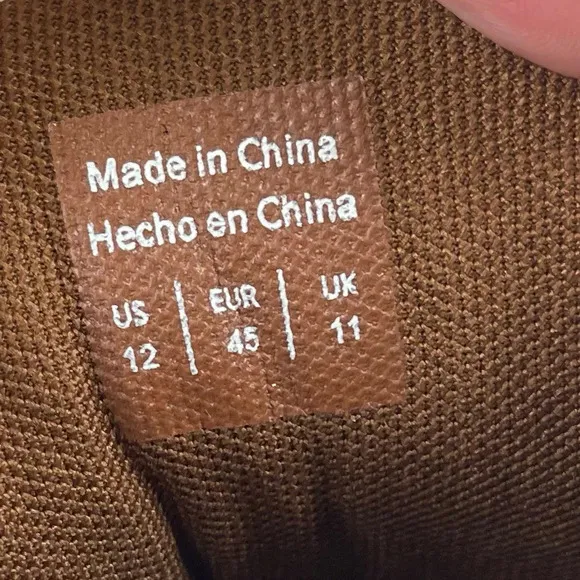 Made in China
Hecho en China
US | EUR | UK
12 | 45 | 11